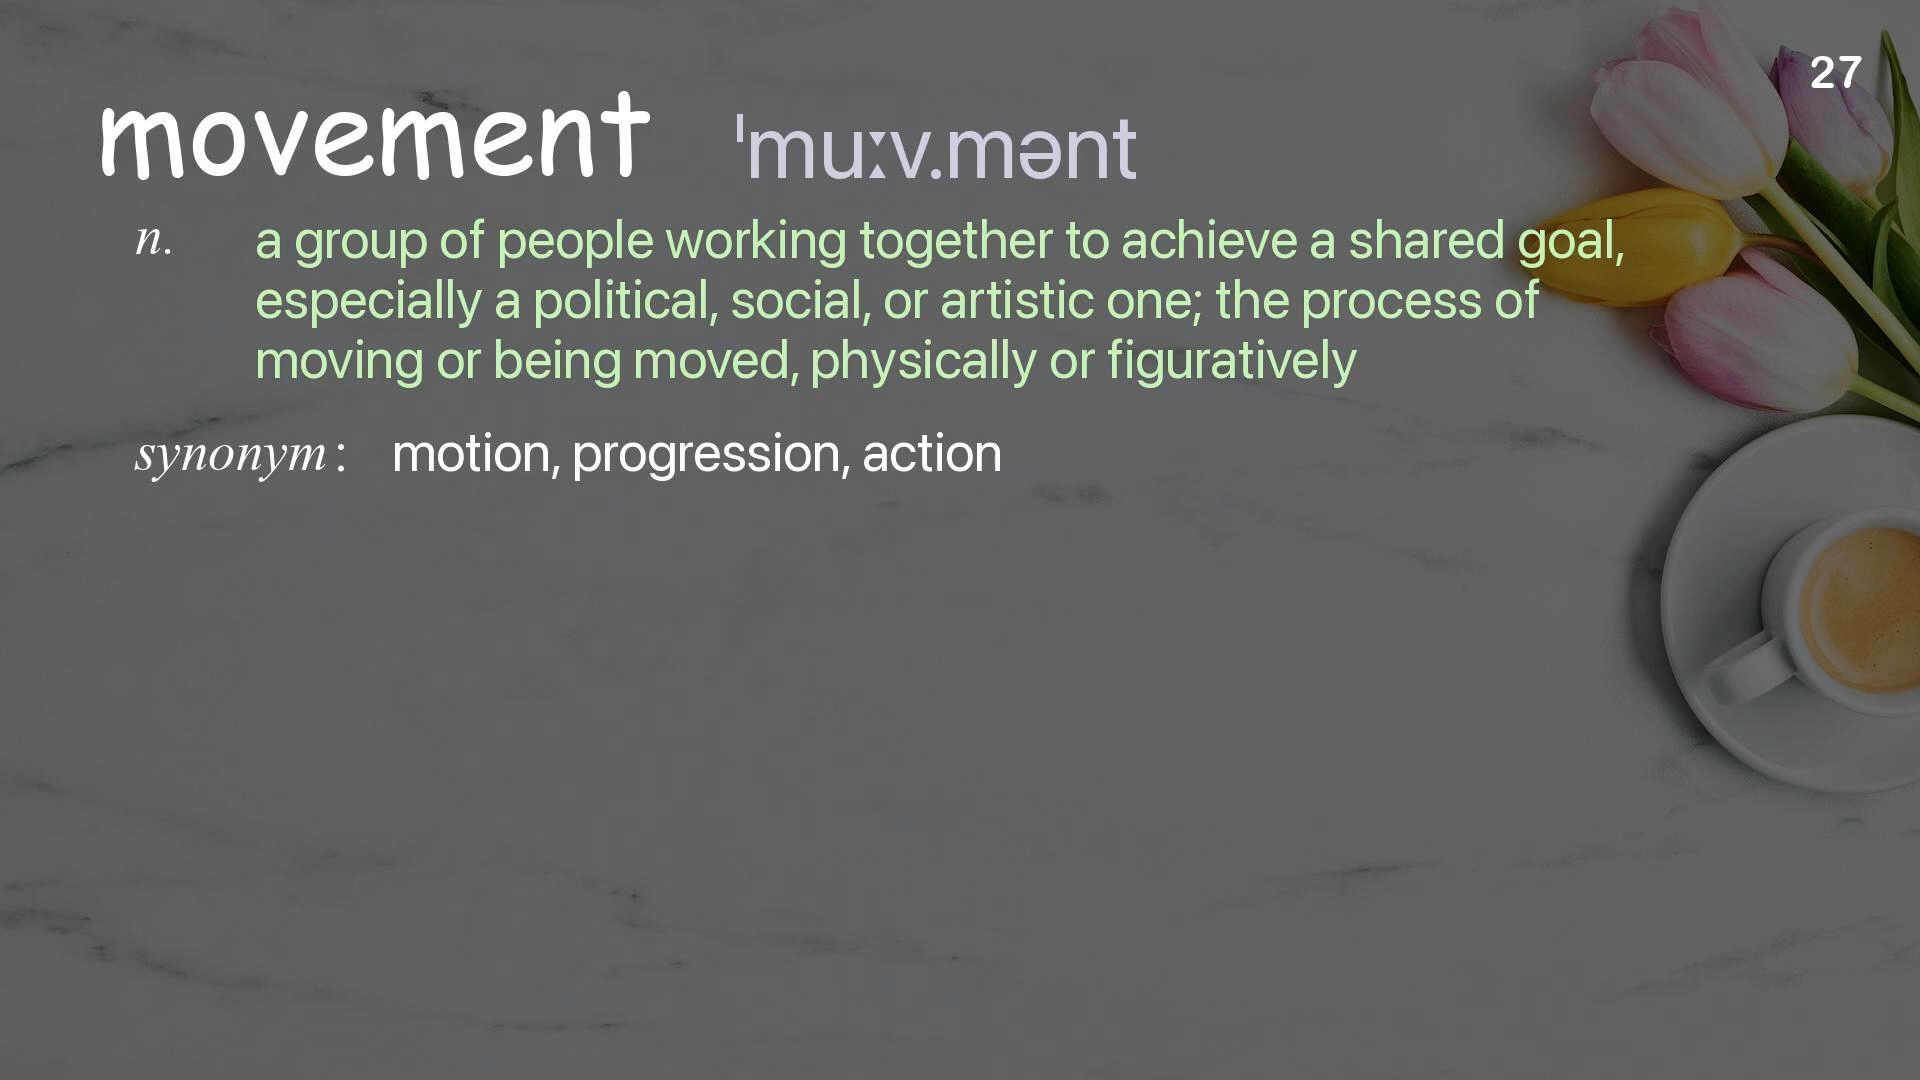 27
movement ˈmuːv.mənt
n. a group of people working together to achieve a shared goal,
especially a political, social, or artistic one; the process of
moving or being moved, physically or figuratively
synonym : motion, progression, action